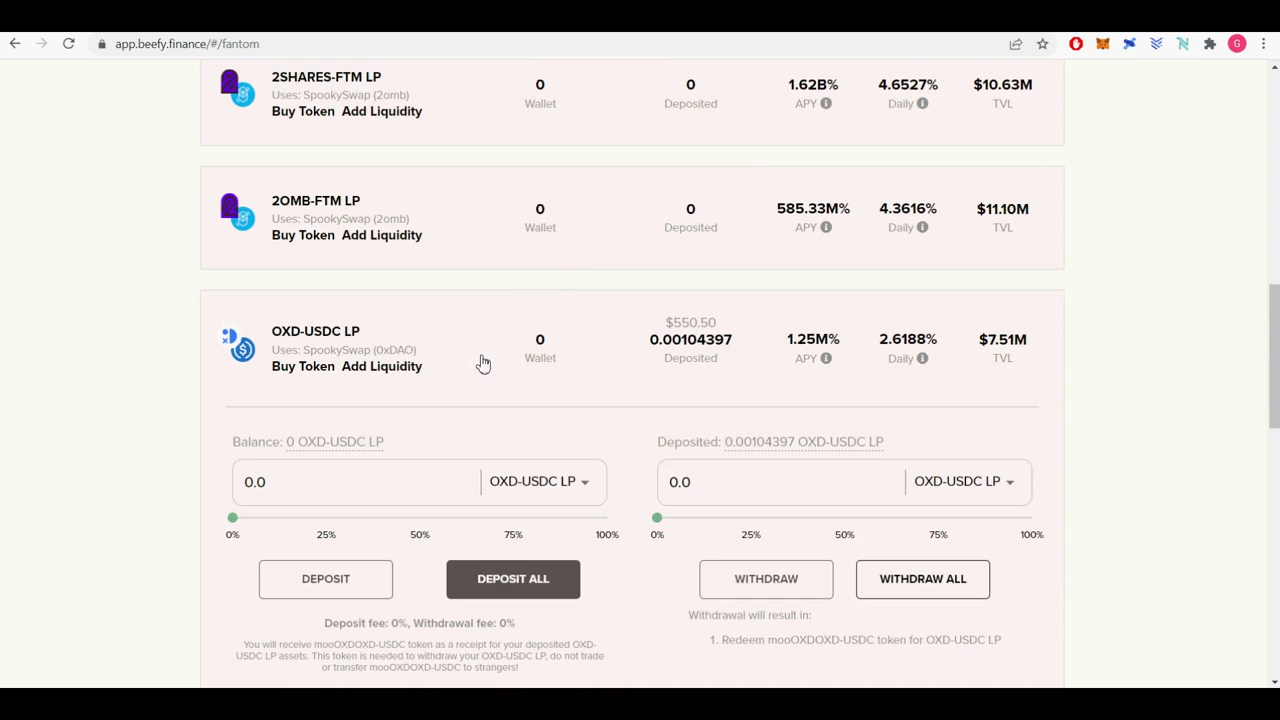 app.beefy.finance/#/fantom
G
2SHARES-FTM LP
Uses: SpookySwap (2omb)
Buy Token Add Liquidity
0
Wallet
0
Deposited
1.62B%
APY
4.6527%
Daily
$10.63M
TVL
2OMB-FTM LP
Uses: SpookySwap (2omb)
Buy Token Add Liquidity
0
Wallet
0
Deposited
585.33M%
APY
4.3616%
Daily
$11.10M
TVL
OXD-USDC LP
Uses: SpookySwap (0xDAO)
Buy Token Add Liquidity
0
Wallet
$550.50
0.00104397
Deposited
1.25M%
APY
2.6188%
Daily
$7.51M
TVL
Balance: 0 OXD-USDC LP
0.0 OXD-USDC LP
0% 25% 50% 75% 100%
DEPOSIT DEPOSIT ALL
Deposit fee: 0%, Withdrawal fee: 0%
You will receive mooOXDOXD-USDC token as a receipt for your deposited OXD-
USDC LP assets. This token is needed to withdraw your OXD-USDC LP, do not trade
or transfer mooOXDOXD-USDC to strangers!
Deposited: 0.00104397 OXD-USDC LP
0.0 OXD-USDC LP
0% 25% 50% 75% 100%
WITHDRAW WITHDRAW ALL
Withdrawal will result in:
1. Redeem mooOXDOXD-USDC token for OXD-USDC LP